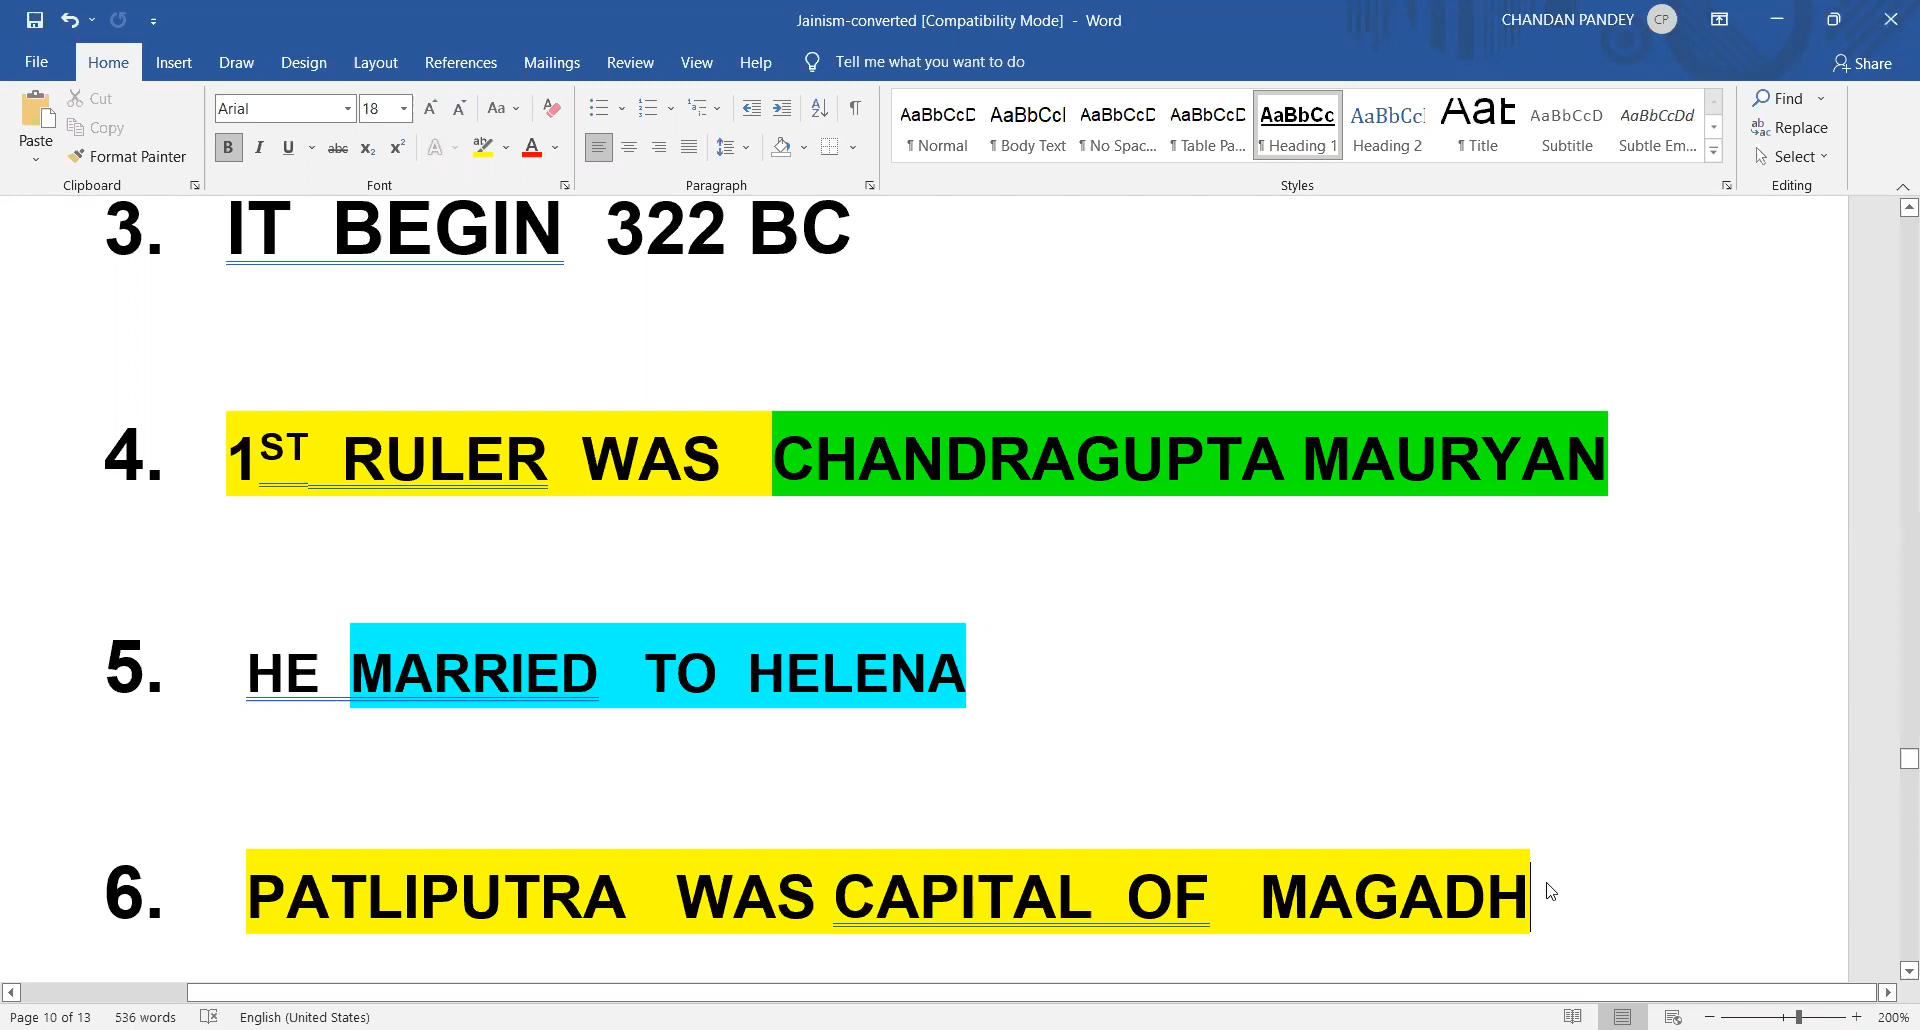 Jainism-converted [Compatibility Mode] - Word
CHANDAN PANDEY CP
File Home Insert Draw Design Layout References Mailings Review View Help Tell me what you want to do Share
Paste Cut Copy Format Painter
Clipboard
Arial 18 Aa
B I U abc x₂ x² A ab A
Font
Paragraph
AaBbCcD AaBbCcI AaBbCcD AaBbCcD AaBbCc AaBbCc AaB AaBbCcD AaBbCcDd
¶ Normal ¶ Body Text ¶ No Spac... ¶ Table Pa... ¶ Heading 1 Heading 2 ¶ Title Subtitle Subtle Em...
Styles
Find
Replace
Select
Editing
3. IT BEGIN 322 BC
4. 1ST RULER WAS CHANDRAGUPTA MAURYAN
5. HE MARRIED TO HELENA
6. PATLIPUTRA WAS CAPITAL OF MAGADH
Page 10 of 13 536 words English (United States) 200%